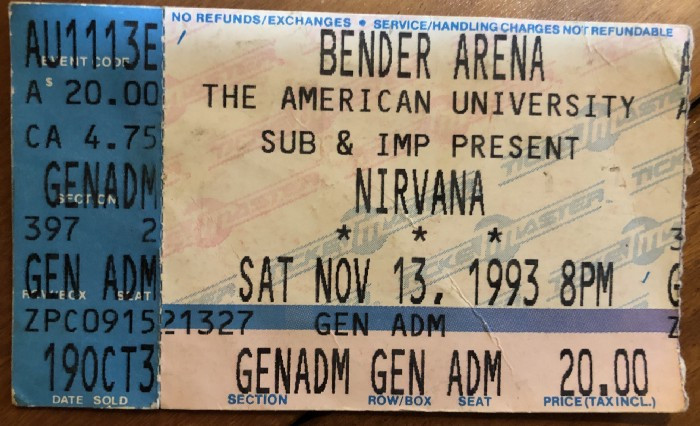 NO REFUNDS/EXCHANGES • SERVICE/HANDLING CHARGES NOT REFUNDABLE
AU1113E
EVENT CODE
A $ 20.00
CA 4.75
GENADM
SECTION
397 2
GEN ADM
ROW/BOX SEAT
ZPC0915
19OCT3
DATE SOLD
BENDER ARENA
THE AMERICAN UNIVERSITY
SUB & IMP PRESENT
NIRVANA
* * *
SAT NOV 13, 1993 8PM
21327 GEN ADM
GENADM GEN ADM 20.00
SECTION ROW/BOX SEAT PRICE(TAX INCL.)
TICKETMASTER
A
A
3
G
Z